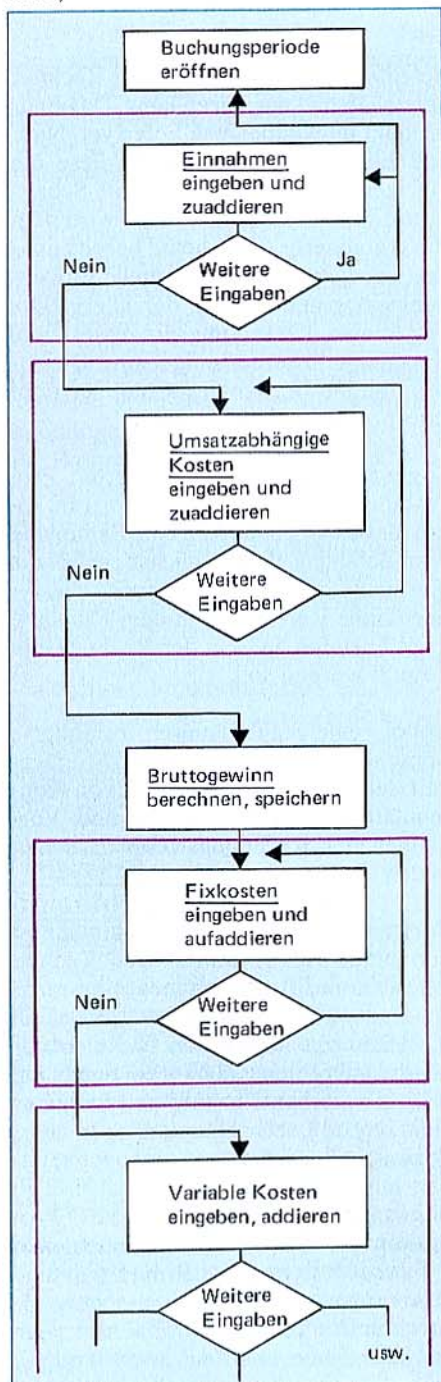 Buchungsperiode
eröffnen
Einnahmen
eingeben und
zuaddieren
Nein
Weitere
Eingaben
Ja
Umsatzabhängige
Kosten
eingeben und
zuaddieren
Nein
Weitere
Eingaben
Bruttogewinn
berechnen, speichern
Fixkosten
eingeben und
aufaddieren
Nein
Weitere
Eingaben
Variable Kosten
eingeben, addieren
Weitere
Eingaben
usw.